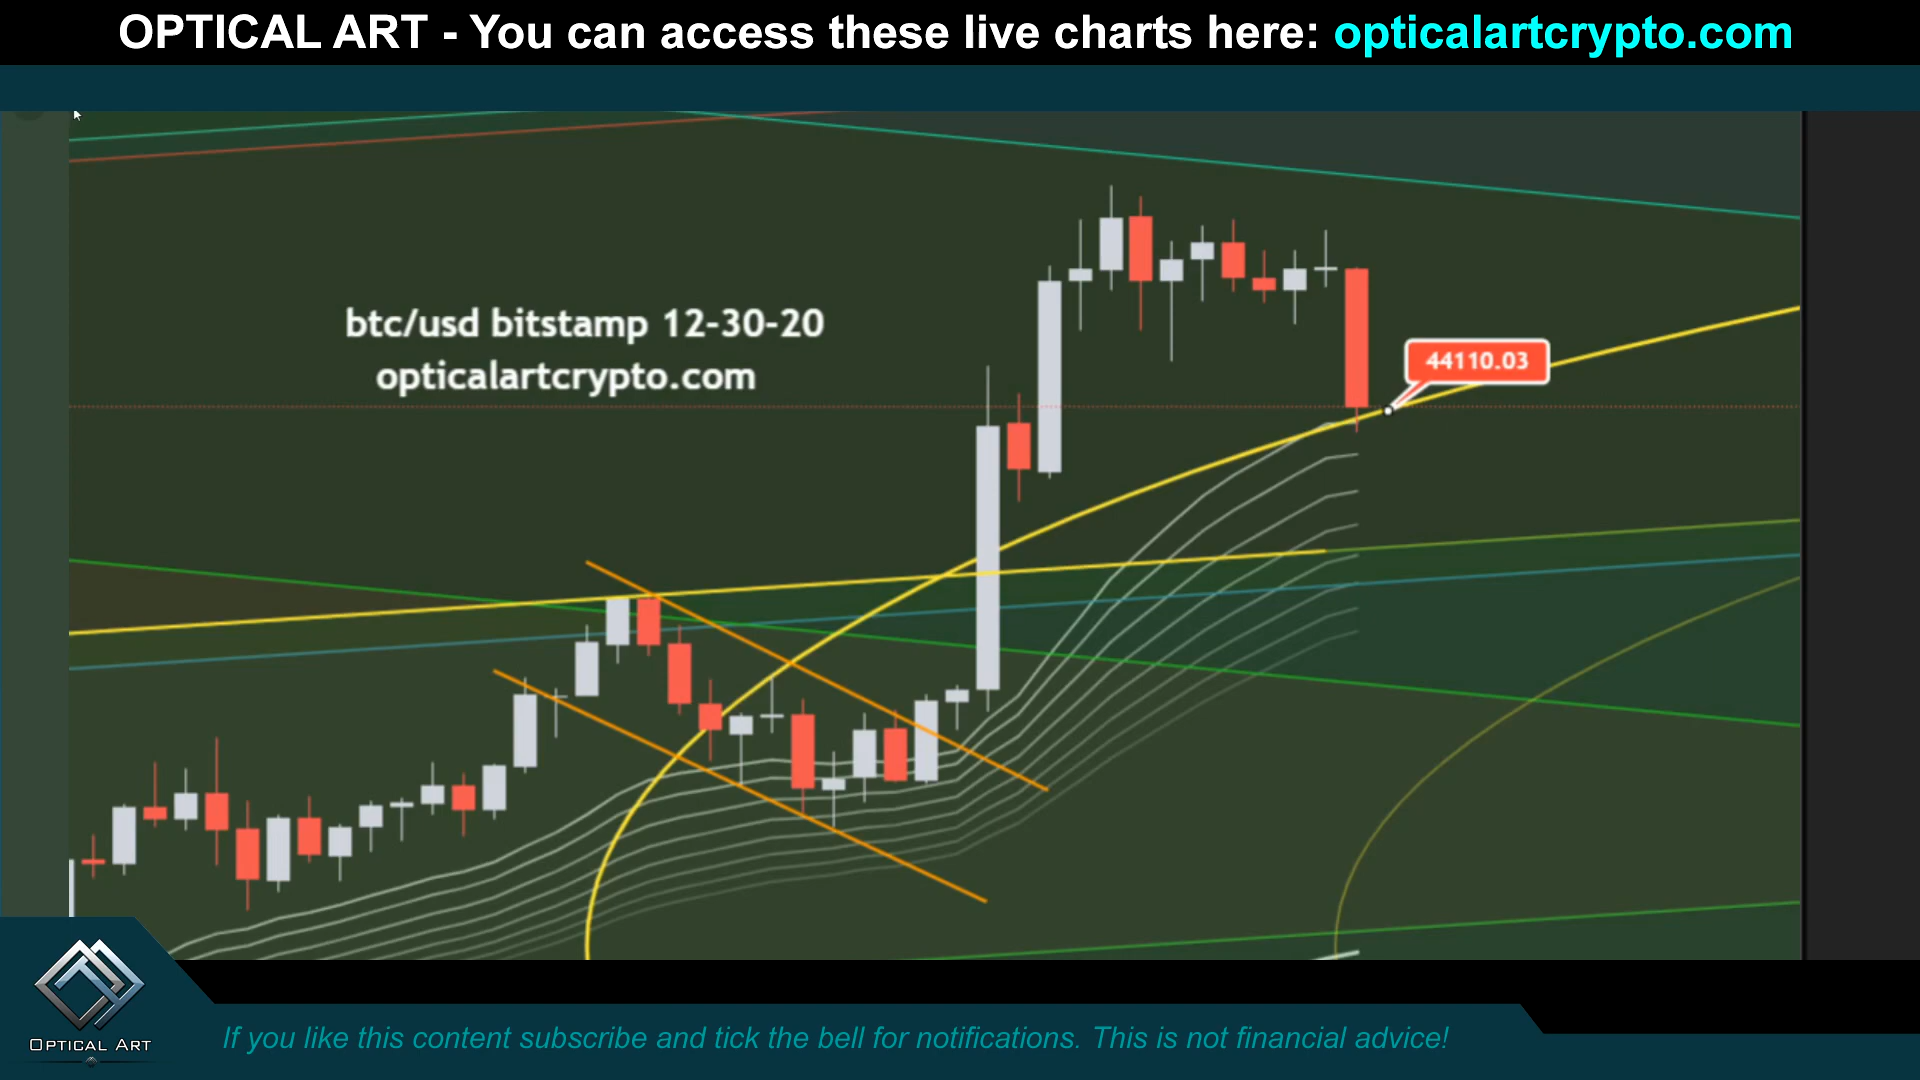 OPTICAL ART - You can access these live charts here: opticalartcrypto.com
btc/usd bitstamp 12-30-20
opticalartcrypto.com
44110.03
OPTICAL ART
If you like this content subscribe and tick the bell for notifications. This is not financial advice!